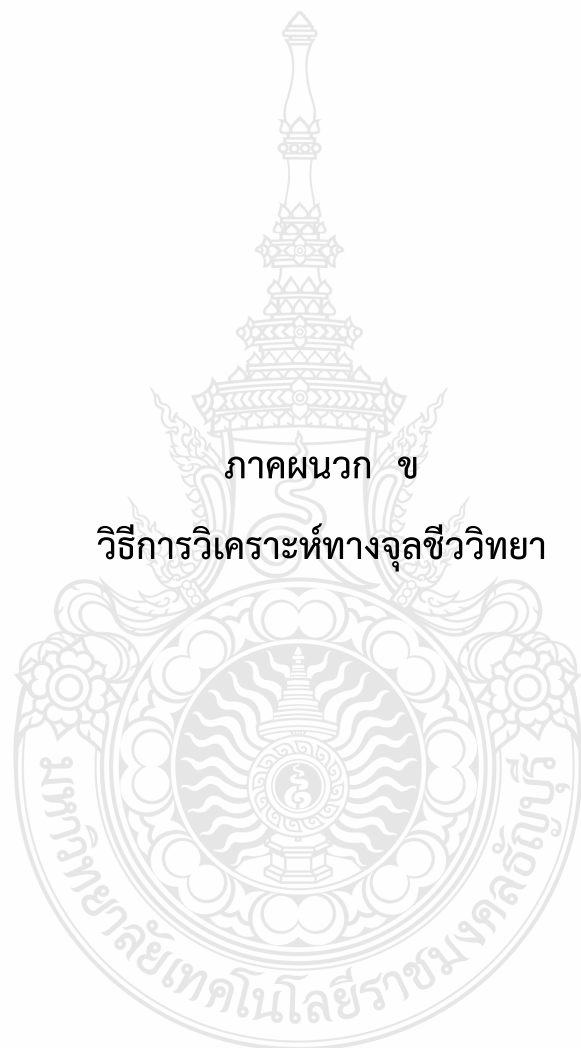 ภาคผนวก ข
วิธีการวิเคราะห์ทางจุลชีววิทยา
มหาวิทยาลัยเทคโนโลยีราชมงคลธัญบุรี